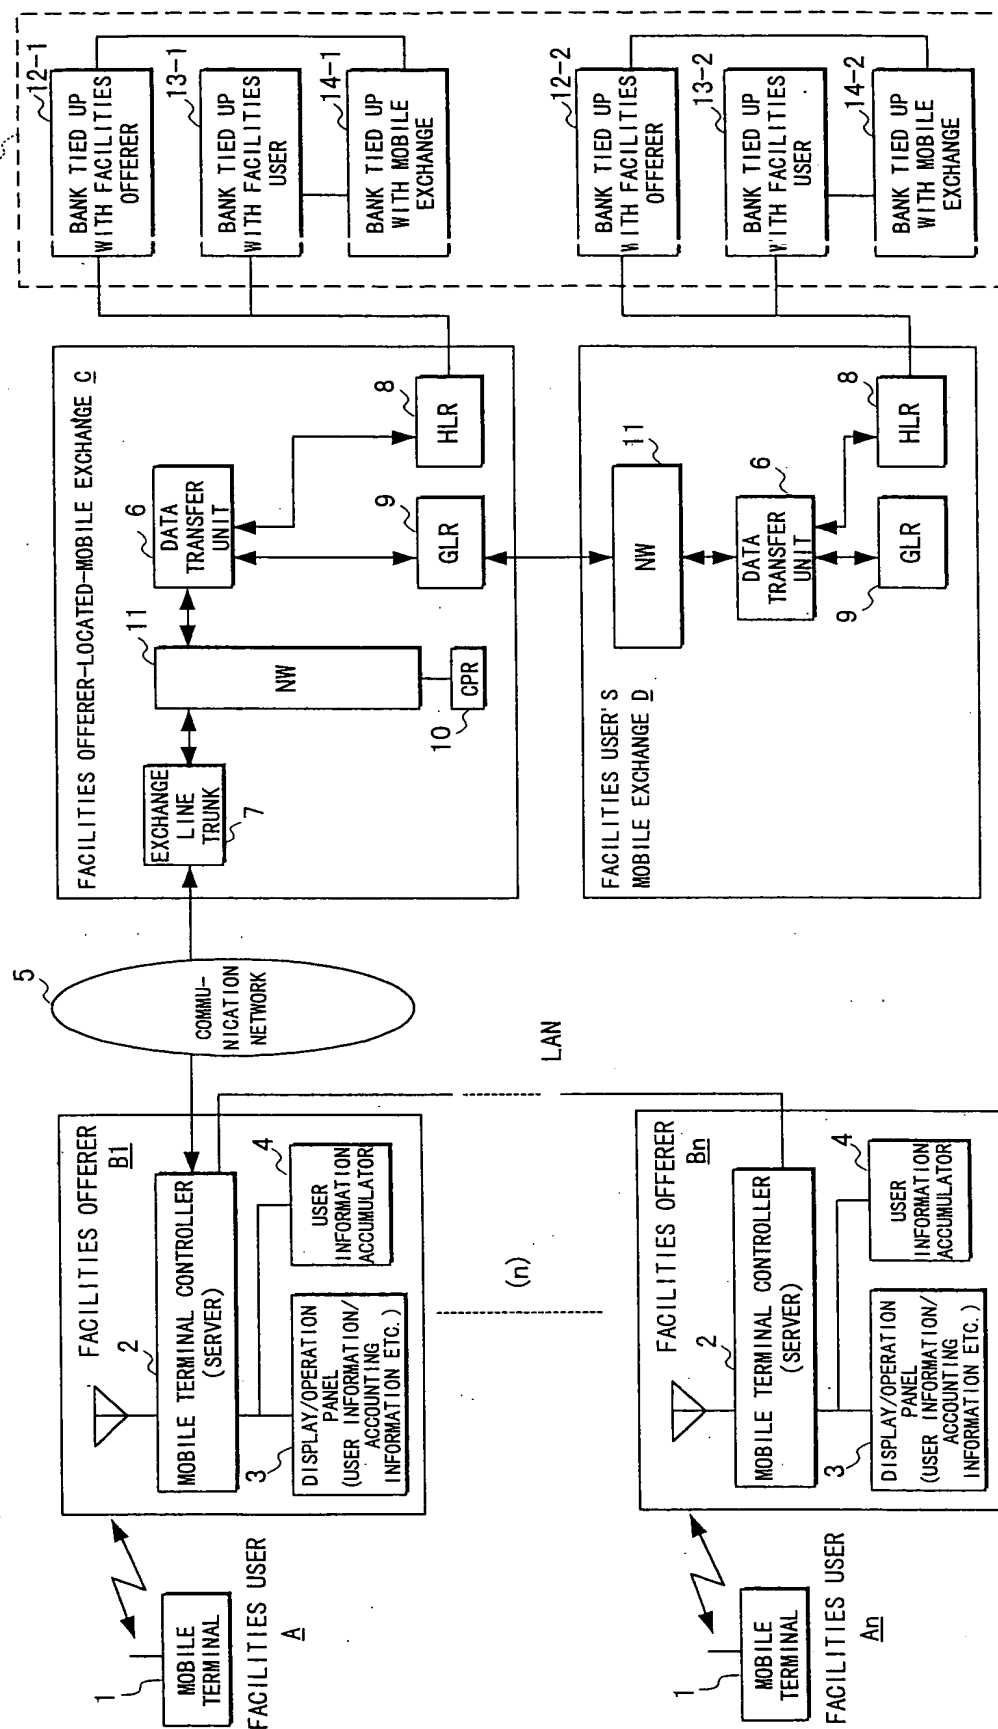 1
MOBILE
TERMINAL
FACILITIES USER
A
FACILITIES OFFERER
B1
2
MOBILE TERMINAL CONTROLLER
(SERVER)
3
DISPLAY/OPERATION
PANEL
(USER INFORMATION/
ACCOUNTING
INFORMATION ETC.)
4
USER
INFORMATION
ACCUMULATOR
5
COMMU-
NICATION
NETWORK
LAN
(n)
1
MOBILE
TERMINAL
FACILITIES USER
An
FACILITIES OFFERER
Bn
2
MOBILE TERMINAL CONTROLLER
(SERVER)
3
DISPLAY/OPERATION
PANEL
(USER INFORMATION/
ACCOUNTING
INFORMATION ETC.)
4
USER
INFORMATION
ACCUMULATOR
FACILITIES OFFERER-LOCATED-MOBILE EXCHANGE C
EXCHANGE
LINE
TRUNK
7
11
NW
CPR
10
6
DATA
TRANSFER
UNIT
9
GLR
8
HLR
FACILITIES USER'S
MOBILE EXCHANGE D
11
NW
6
DATA
TRANSFER
UNIT
9
GLR
8
HLR
12-1
BANK TIED UP
WITH FACILITIES
OFFERER
13-1
BANK TIED UP
WITH FACILITIES
USER
14-1
BANK TIED UP
WITH MOBILE
EXCHANGE
12-2
BANK TIED UP
WITH FACILITIES
OFFERER
13-2
BANK TIED UP
WITH FACILITIES
USER
14-2
BANK TIED UP
WITH MOBILE
EXCHANGE